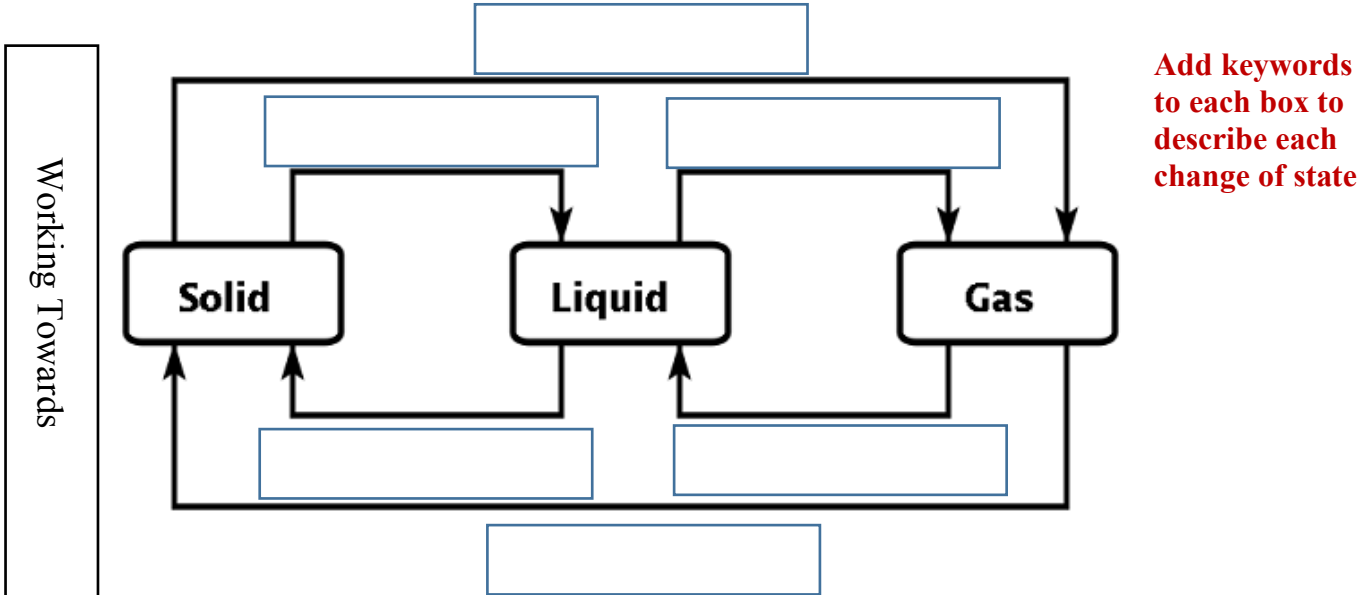 Working Towards
Add keywords
to each box to
describe each
change of state
Solid
Liquid
Gas